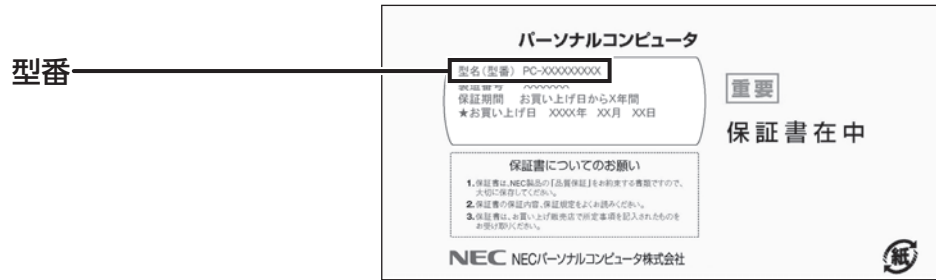 型番
パーソナルコンピュータ
型名(型番) PC-XXXXXXXXX
製造番号 XXXXXXX
保証期間 お買い上げ日からX年間
★お買い上げ日 XXXX年 XX月 XX日
重要
保証書在中
保証書についてのお願い
1.保証書は、NEC製品の「品質保証」をお約束する書類ですので、
大切に保存してください。
2.保証書の保証内容、保証規定をよくお読みください。
3.保証書は、お買い上げ販売店で所定事項を記入されたものを
お受け取りください。
NEC NECパーソナルコンピュータ株式会社
紙